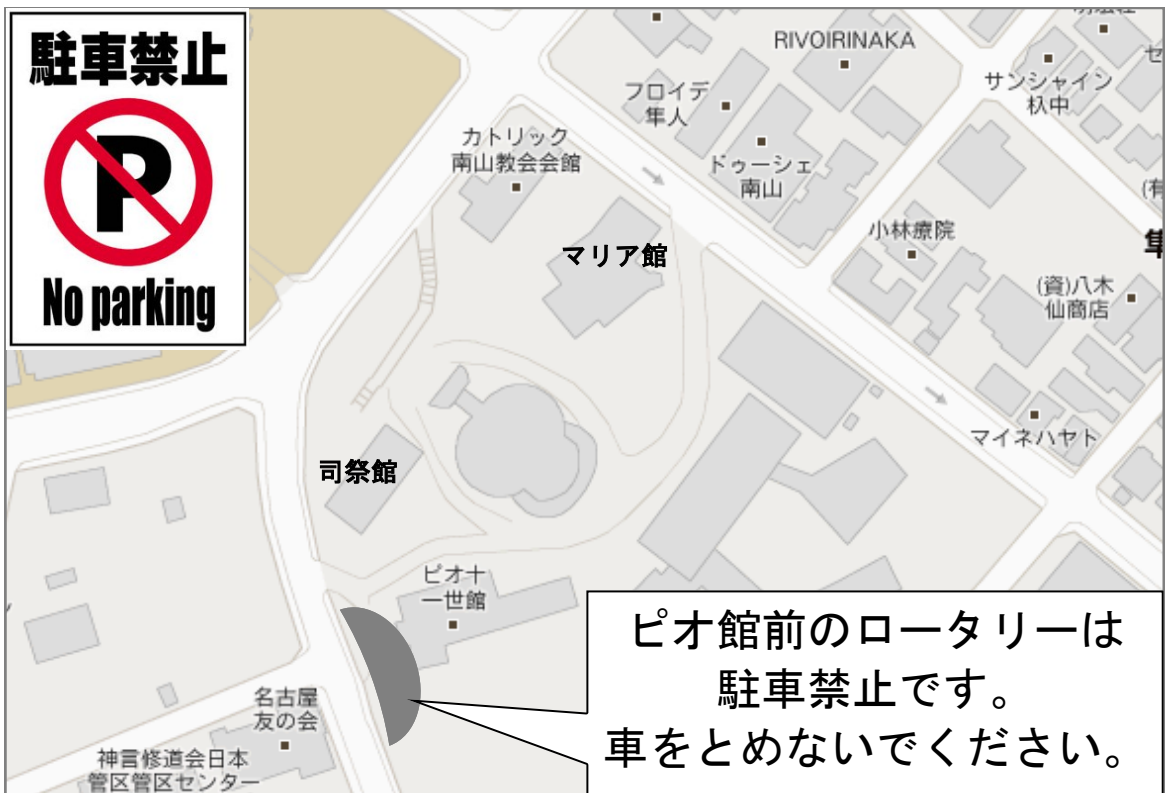 駐車禁止
P
No parking
RIVOIRINAKA
サンシャイン
杁中
セ
フロイデ
隼人
カトリック
南山教会会館
ドゥーシェ
南山
(有
小林療院
隼
マリア館
(資)八木
仙商店
マイネハヤト
司祭館
ピオ十
一世館
名古屋
友の会
神言修道会日本
管区管区センター
ピオ館前のロータリーは
駐車禁止です。
車をとめないでください。